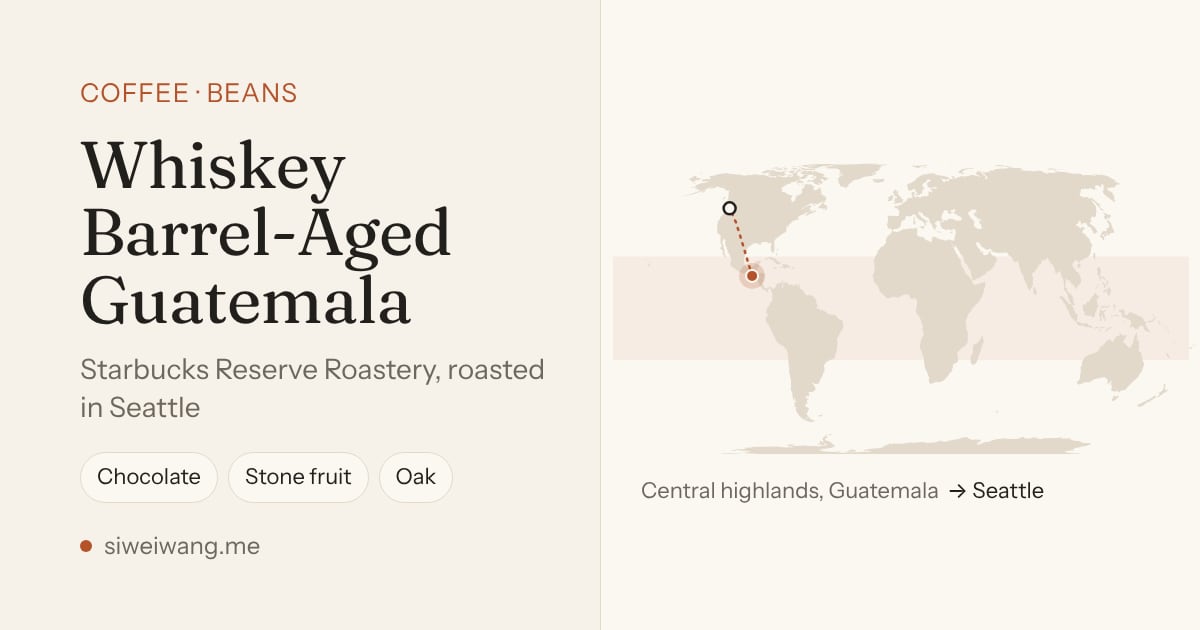 COFFEE · BEANS
Whiskey
Barrel-Aged
Guatemala
Starbucks Reserve Roastery, roasted
in Seattle
Chocolate
Stone fruit
Oak
siweiwang.me
Central highlands, Guatemala → Seattle